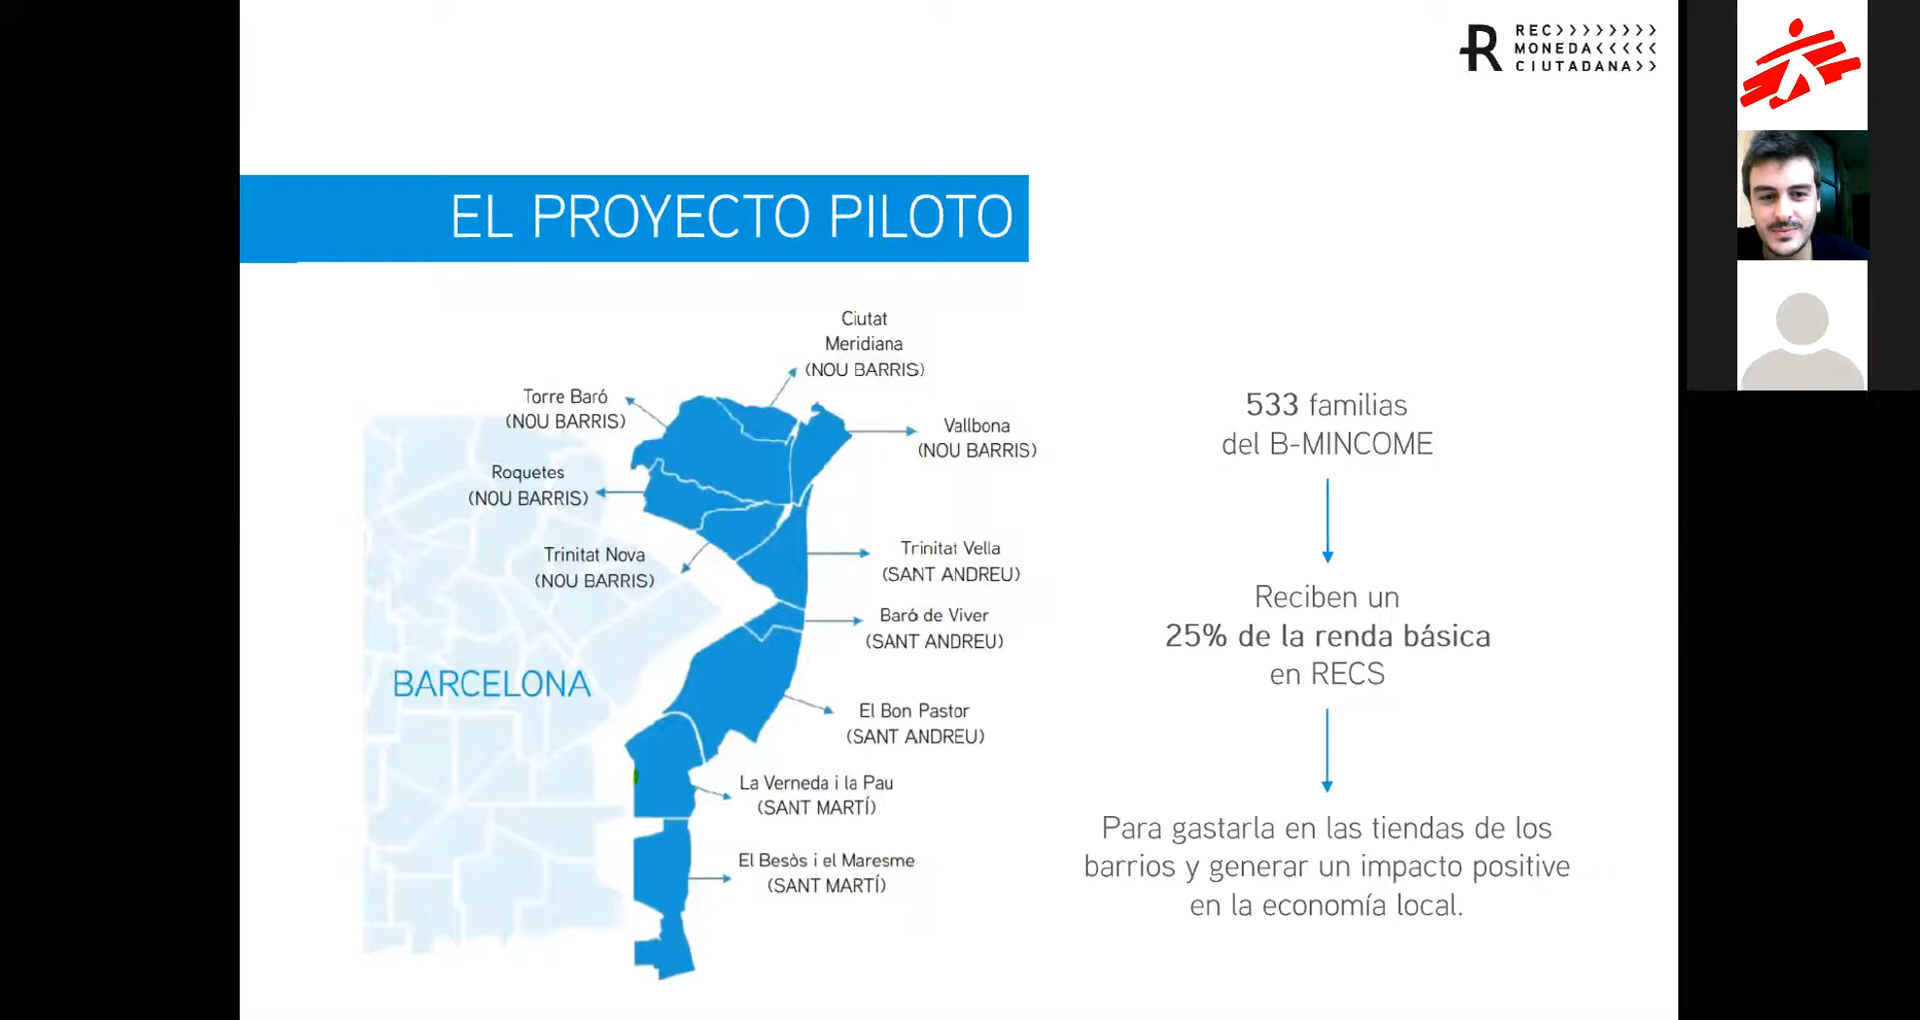 REC>>>>>>>>
MONEDA<<<<<
CIUTADANA>>
EL PROYECTO PILOTO
Ciutat
Meridiana
(NOU BARRIS)
Torre Baró
(NOU BARRIS)
Vallbona
(NOU BARRIS)
Roquetes
(NOU BARRIS)
Trinitat Nova
(NOU BARRIS)
Trinitat Vella
(SANT ANDREU)
Baró de Viver
(SANT ANDREU)
BARCELONA
El Bon Pastor
(SANT ANDREU)
La Verneda i la Pau
(SANT MARTÍ)
El Besòs i el Maresme
(SANT MARTÍ)
533 familias
del B-MINCOME
Reciben un
25% de la renda básica
en RECS
Para gastarla en las tiendas de los
barrios y generar un impacto positive
en la economía local.